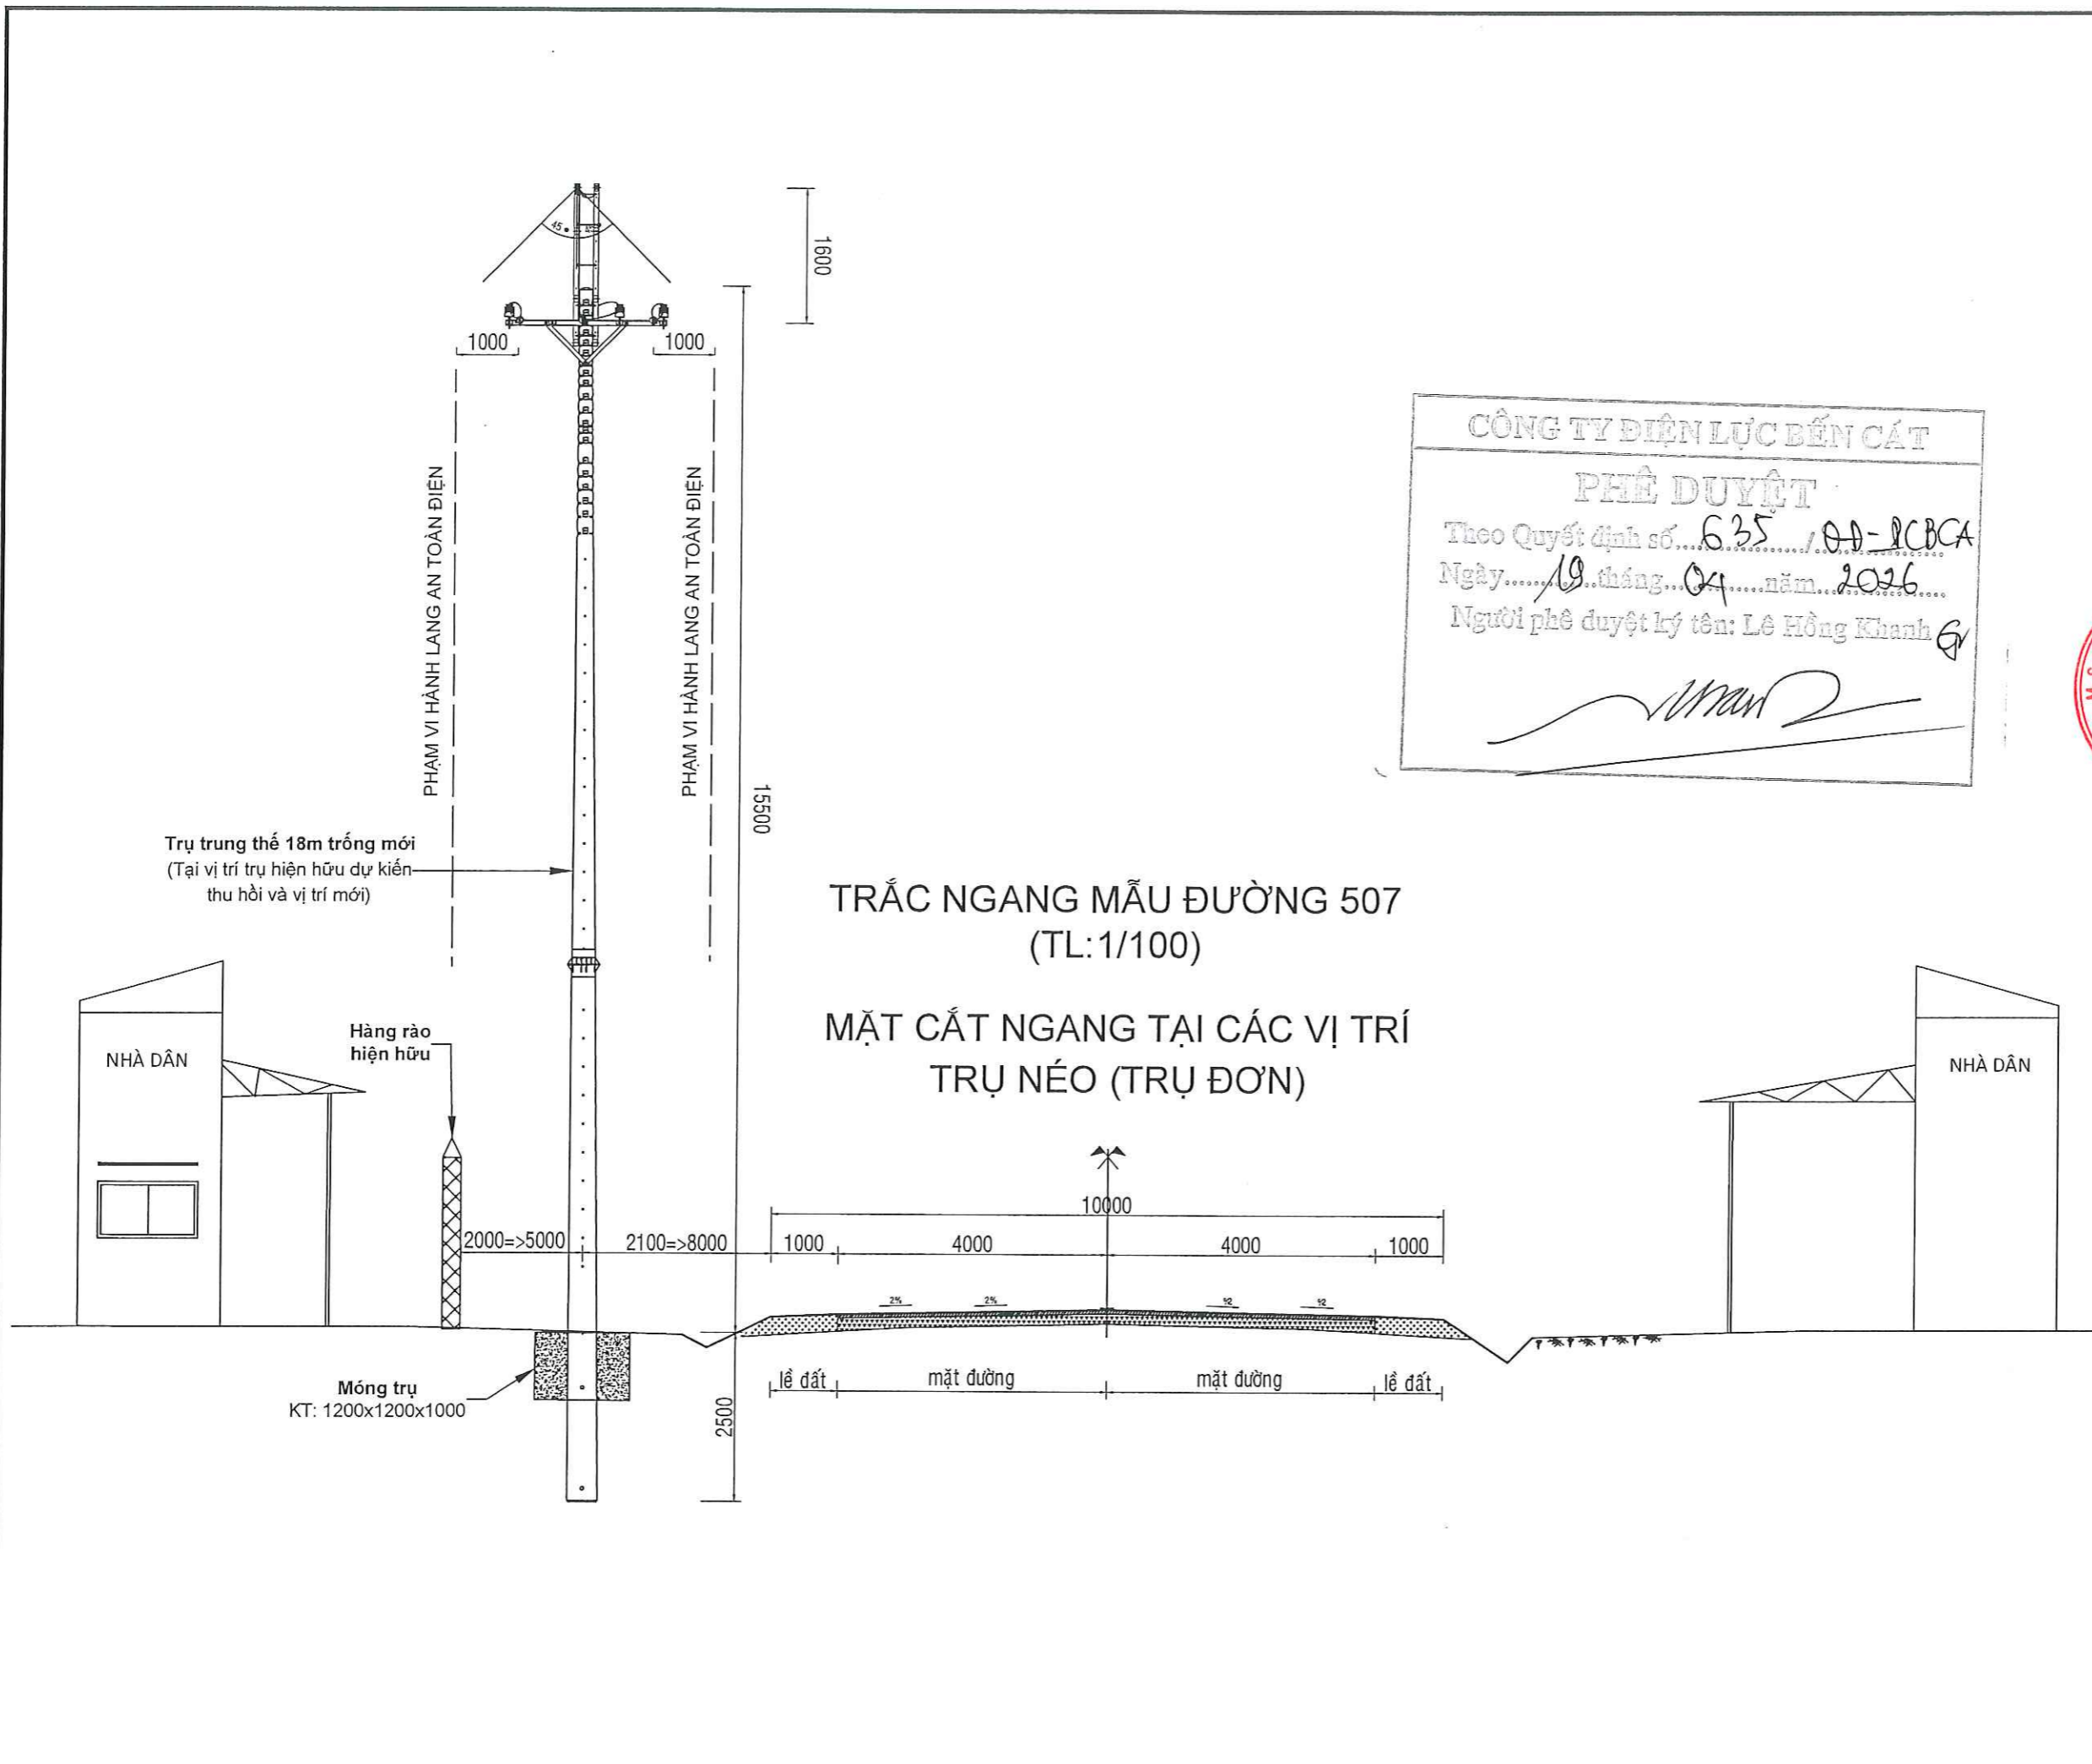 45°
1600
1000
1000
PHẠM VI HÀNH LANG AN TOÀN ĐIỆN
PHẠM VI HÀNH LANG AN TOÀN ĐIỆN
15500
CÔNG TY ĐIỆN LỰC BẾN CÁT
PHÊ DUYỆT
Theo Quyết định số....635..../QĐ-PCBCA
Ngày....19..tháng...04....năm...2026....
Người phê duyệt ký tên: Lê Hồng Khanh
Trụ trung thế 18m trồng mới
(Tại vị trí trụ hiện hữu dự kiến
thu hồi và vị trí mới)
TRẮC NGANG MẪU ĐƯỜNG 507
(TL:1/100)
MẶT CẮT NGANG TẠI CÁC VỊ TRÍ
TRỤ NÉO (TRỤ ĐƠN)
NHÀ DÂN
Hàng rào
hiện hữu
NHÀ DÂN
10000
2000=>5000
2100=>8000
1000
4000
4000
1000
2%
2%
lề đất
mặt đường
mặt đường
lề đất
Móng trụ
KT: 1200x1200x1000
2500